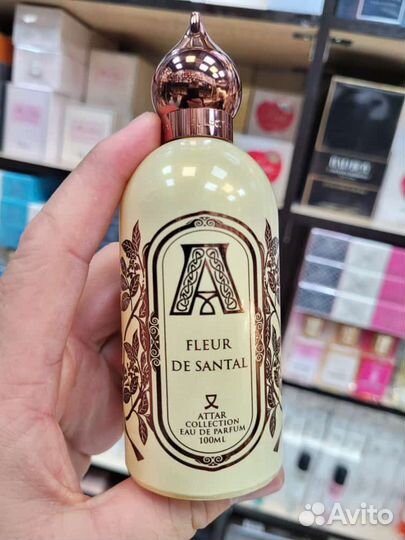 A
FLEUR
DE SANTAL
ATTAR
COLLECTION
EAU DE PARFUM
100ML
Avito